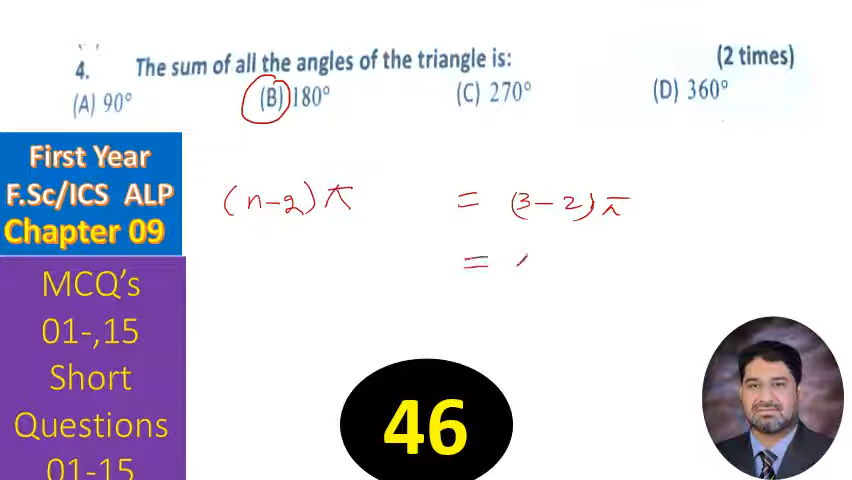 4. The sum of all the angles of the triangle is: (2 times)
(A) 90° (B) 180° (C) 270° (D) 360°
First Year
F.Sc/ICS ALP
Chapter 09
MCQ's
01-,15
Short
Questions
01-15
(n-2)π = (3-2)π
=
46